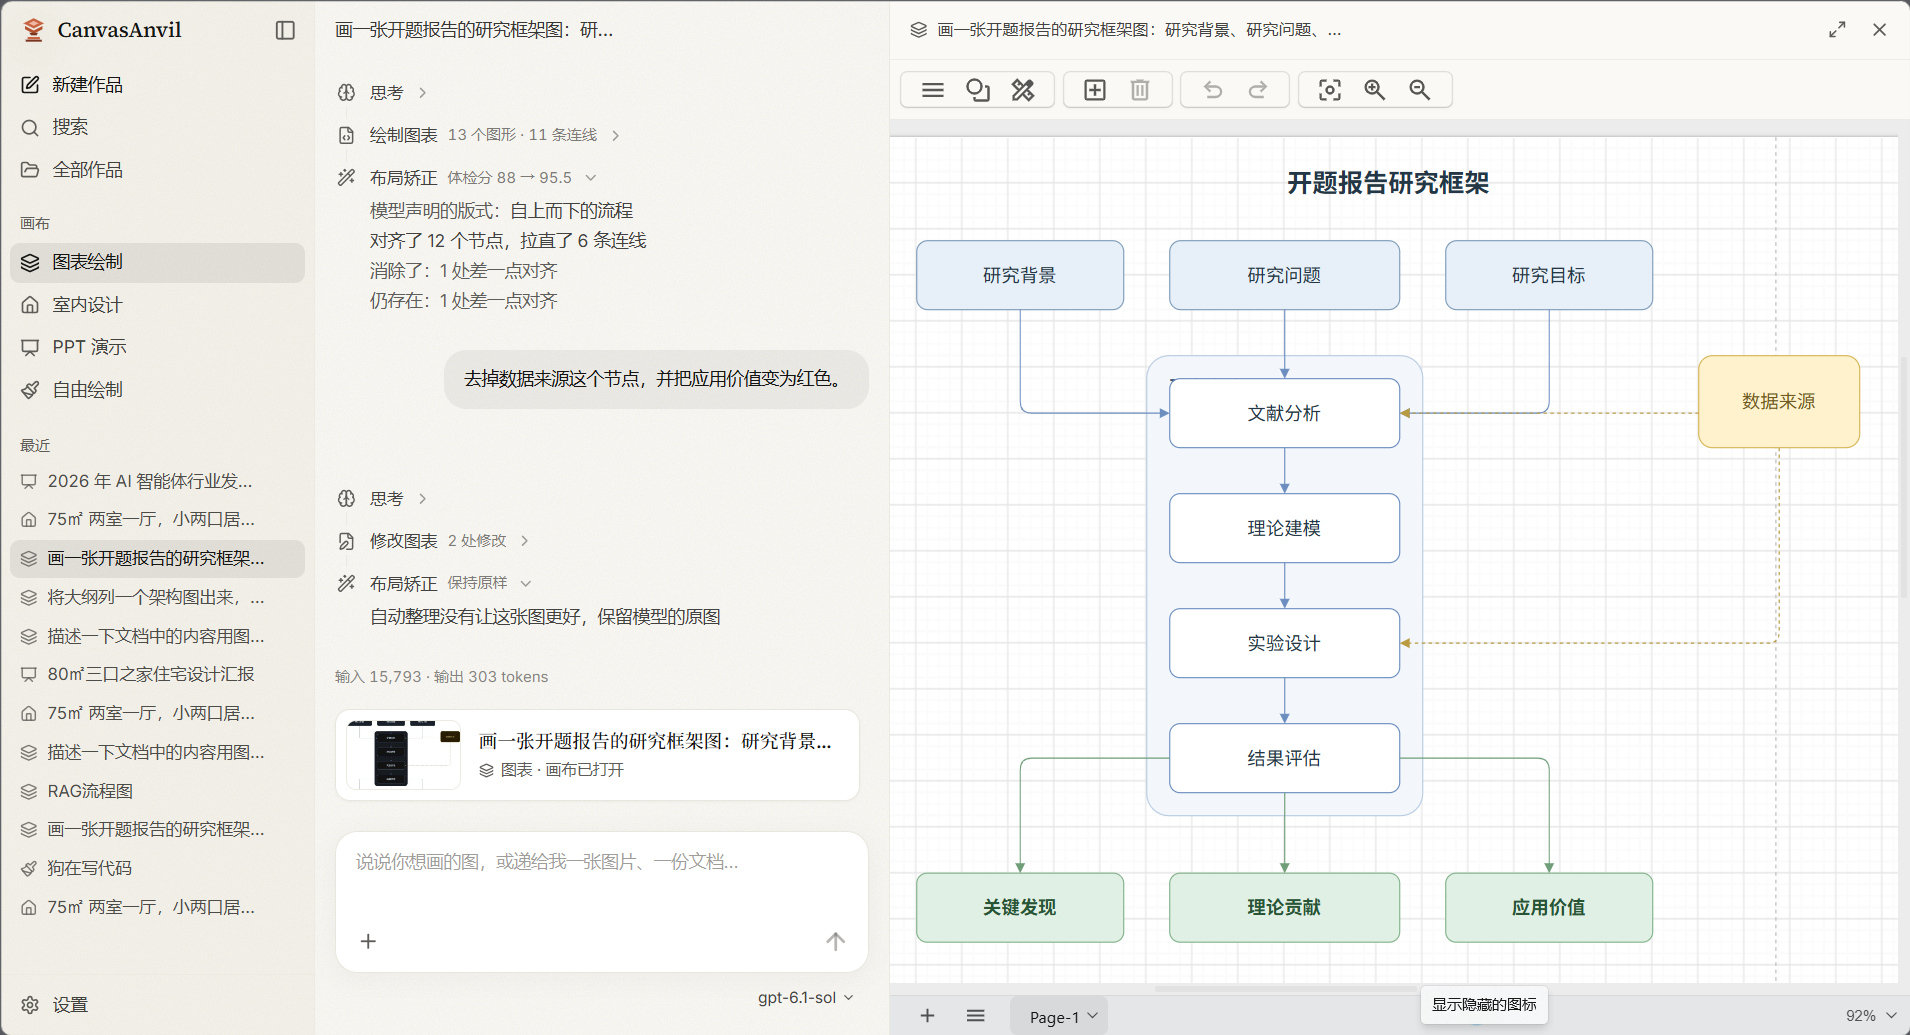 CanvasAnvil
新建作品
搜索
全部作品
画布
图表绘制
室内设计
PPT 演示
自由绘制
最近
2026 年 AI 智能体行业发...
75㎡ 两室一厅，小两口居...
画一张开题报告的研究框架...
将大纲列一个架构图出来，...
描述一下文档中的内容用图...
80㎡三口之家住宅设计汇报
75㎡ 两室一厅，小两口居...
描述一下文档中的内容用图...
RAG流程图
画一张开题报告的研究框架...
狗在写代码
75㎡ 两室一厅，小两口居...
设置
画一张开题报告的研究框架图：研...
思考
绘制图表 13 个图形 · 11 条连线
布局矫正 体检分 88 → 95.5
模型声明的版式：自上而下的流程
对齐了 12 个节点，拉直了 6 条连线
消除了：1 处差一点对齐
仍存在：1 处差一点对齐
去掉数据来源这个节点，并把应用价值变为红色。
思考
修改图表 2 处修改
布局矫正 保持原样
自动整理没有让这张图更好，保留模型的原图
输入 15,793 · 输出 303 tokens
画一张开题报告的研究框架图：研究背景...
图表 · 画布已打开
说说你想画的图，或递给我一张图片、一份文档...
gpt-6.1-sol
画一张开题报告的研究框架图：研究背景、研究问题、...
开题报告研究框架
研究背景
研究问题
研究目标
数据来源
文献分析
理论建模
实验设计
结果评估
关键发现
理论贡献
应用价值
Page-1
显示隐藏的图标
92%